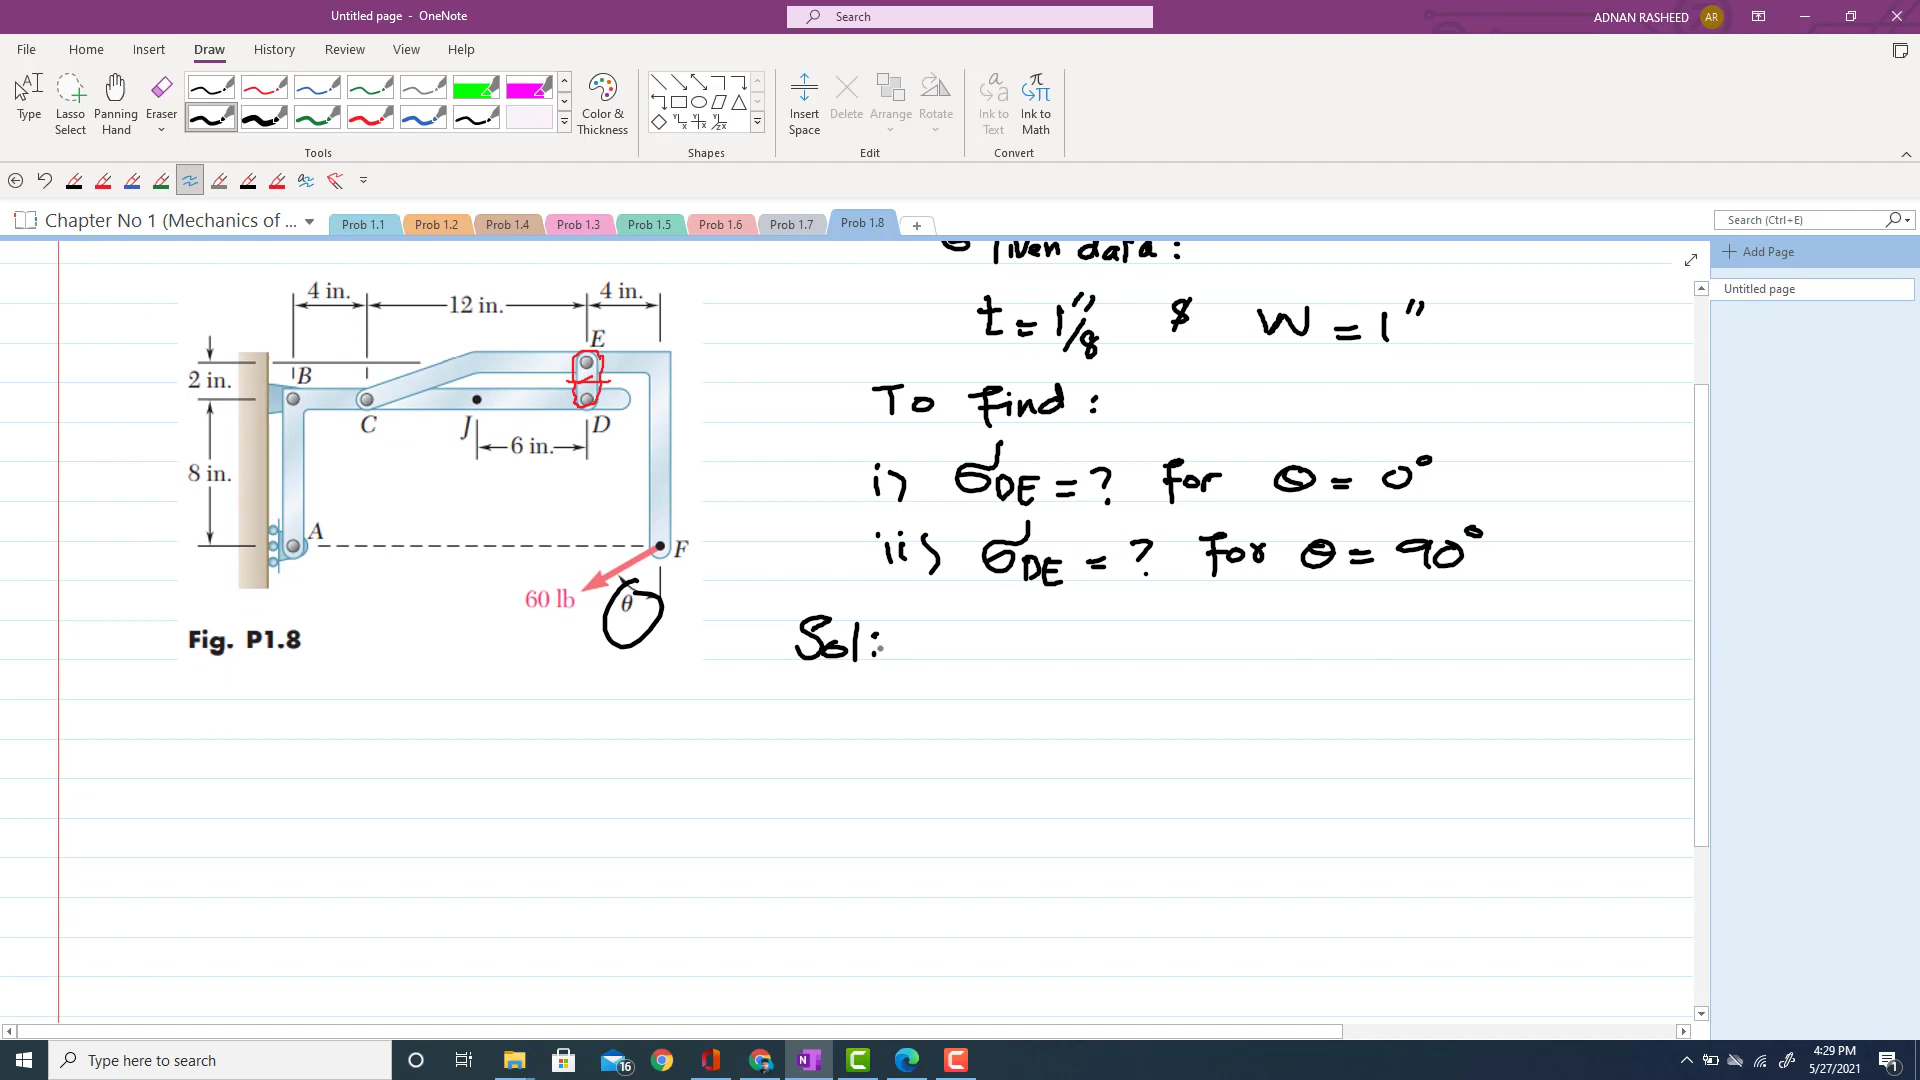 Untitled page - OneNote
Search
ADNAN RASHEED
AR
File Home Insert Draw History Review View Help
Type
Lasso Select
Panning Hand
Eraser
Color & Thickness
Insert Space
Delete
Arrange
Rotate
Ink to Text
Ink to Math
Tools
Shapes
Edit
Convert
Chapter No 1 (Mechanics of ...
Prob 1.1
Prob 1.2
Prob 1.4
Prob 1.3
Prob 1.5
Prob 1.6
Prob 1.7
Prob 1.8
Search (Ctrl+E)
Add Page
Untitled page
Given data:
t = 1/8" & W = 1"
To Find:
i) σDE = ? for θ = 0°
ii) σDE = ? for θ = 90°
Sol:
4 in.
12 in.
4 in.
E
2 in.
B
C
J
D
6 in.
8 in.
A
F
60 lb
θ
Fig. P1.8
Type here to search
16
4:29 PM
5/27/2021
1